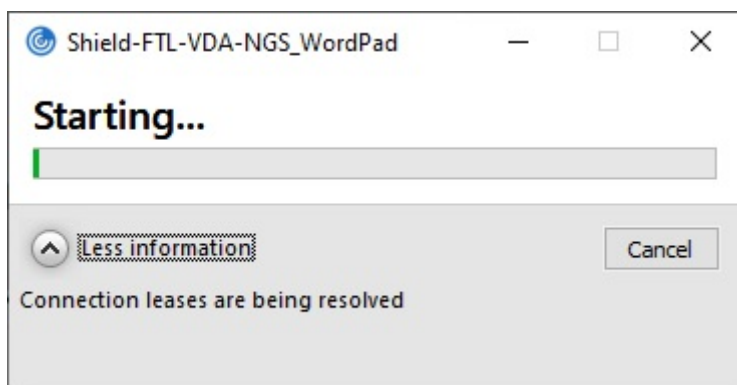 Shield-FTL-VDA-NGS_WordPad
Starting...
Less information
Cancel
Connection leases are being resolved